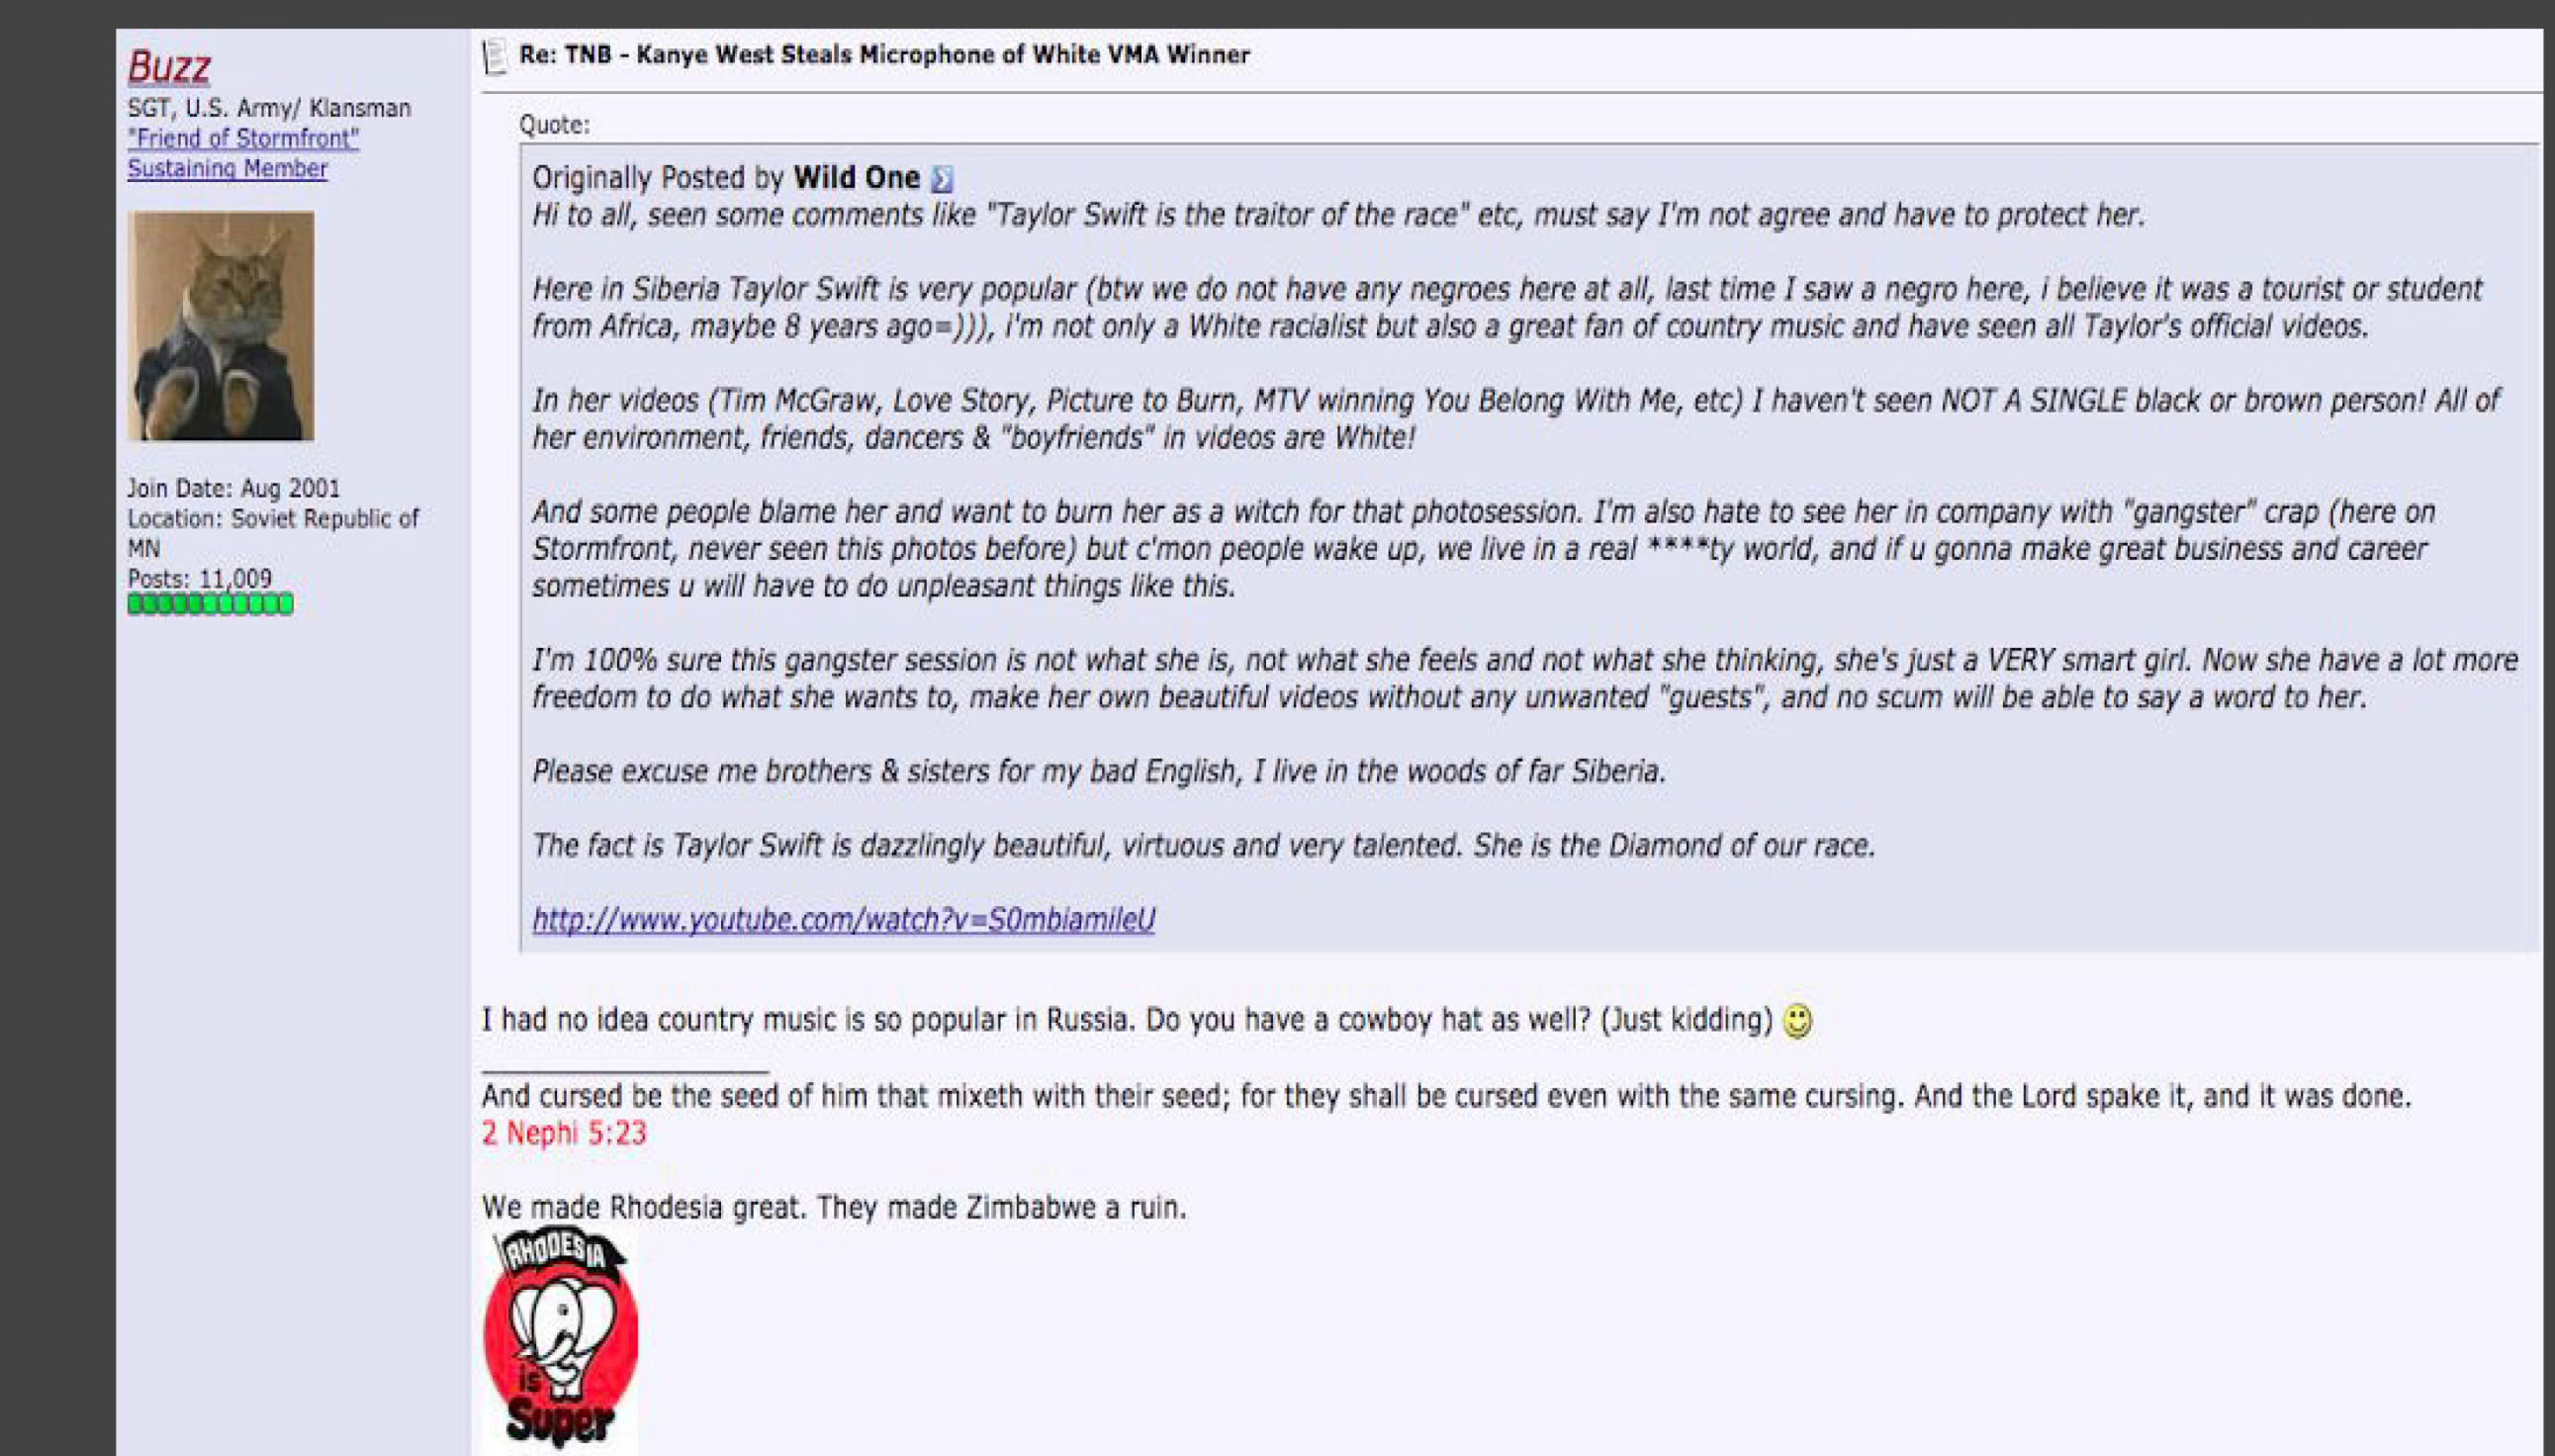 Buzz
SGT, U.S. Army/ Klansman
"Friend of Stormfront"
Sustaining Member
Join Date: Aug 2001
Location: Soviet Republic of
MN
Posts: 11,009
Re: TNB - Kanye West Steals Microphone of White VMA Winner
Quote:
Originally Posted by Wild One
Hi to all, seen some comments like "Taylor Swift is the traitor of the race" etc, must say I'm not agree and have to protect her.
Here in Siberia Taylor Swift is very popular (btw we do not have any negroes here at all, last time I saw a negro here, i believe it was a tourist or student
from Africa, maybe 8 years ago=))), i'm not only a White racialist but also a great fan of country music and have seen all Taylor's official videos.
In her videos (Tim McGraw, Love Story, Picture to Burn, MTV winning You Belong With Me, etc) I haven't seen NOT A SINGLE black or brown person! All of
her environment, friends, dancers & "boyfriends" in videos are White!
And some people blame her and want to burn her as a witch for that photosession. I'm also hate to see her in company with "gangster" crap (here on
Stormfront, never seen this photos before) but c'mon people wake up, we live in a real ****ty world, and if u gonna make great business and career
sometimes u will have to do unpleasant things like this.
I'm 100% sure this gangster session is not what she is, not what she feels and not what she thinking, she's just a VERY smart girl. Now she have a lot more
freedom to do what she wants to, make her own beautiful videos without any unwanted "guests", and no scum will be able to say a word to her.
Please excuse me brothers & sisters for my bad English, I live in the woods of far Siberia.
The fact is Taylor Swift is dazzlingly beautiful, virtuous and very talented. She is the Diamond of our race.
http://www.youtube.com/watch?v=S0mbiamileU
I had no idea country music is so popular in Russia. Do you have a cowboy hat as well? (Just kidding)
And cursed be the seed of him that mixeth with their seed; for they shall be cursed even with the same cursing. And the Lord spake it, and it was done.
2 Nephi 5:23
We made Rhodesia great. They made Zimbabwe a ruin.
RHODESIA
is
Super